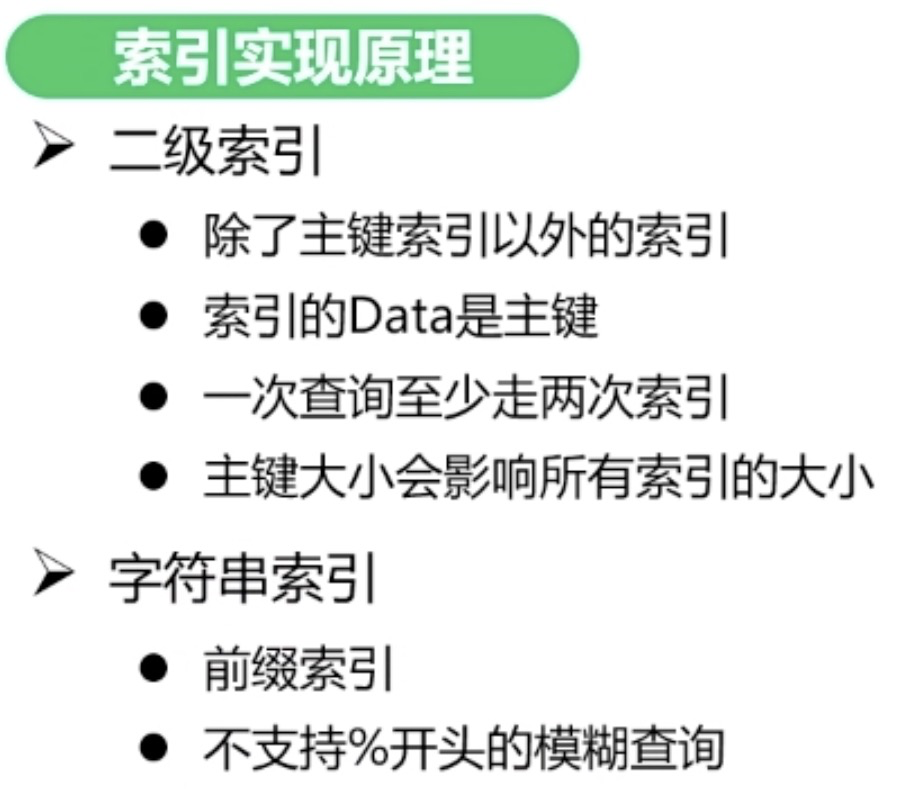 索引实现原理
二级索引
除了主键索引以外的索引
索引的Data是主键
一次查询至少走两次索引
主键大小会影响所有索引的大小
字符串索引
前缀索引
不支持%开头的模糊查询